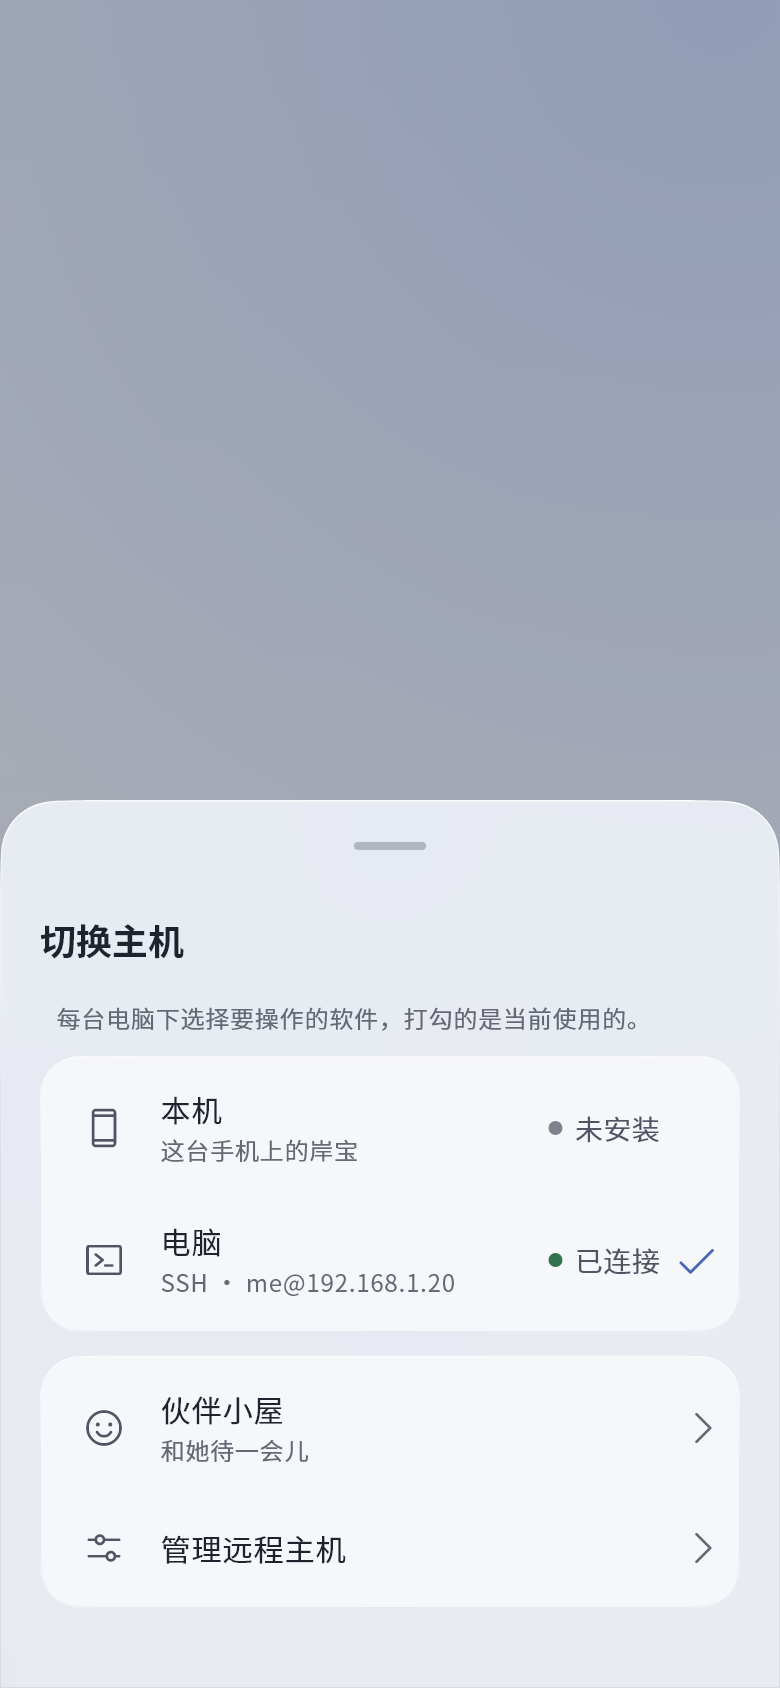 切换主机
每台电脑下选择要操作的软件，打勾的是当前使用的。
本机
未安装
这台手机上的岸宝
电脑
已连接
SSH · me@192.168.1.20
伙伴小屋
和她待一会儿
管理远程主机